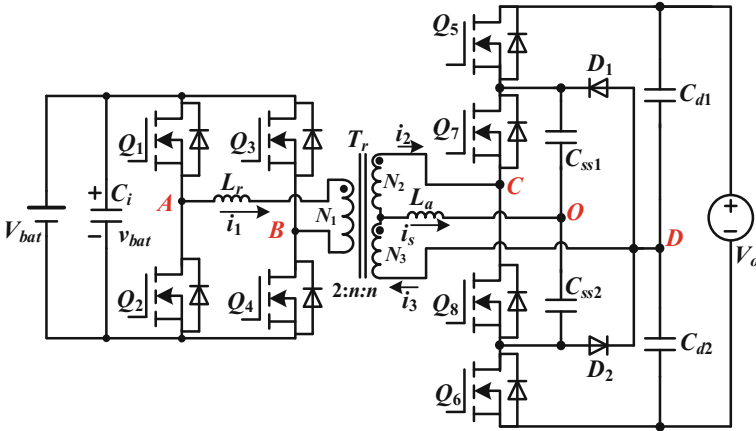 Q5
D1
Cd1
Q1
Q3
Tr
i2
Q7
Css1
N2
C
Lr
La
A
Ci
N1
O
Vbat
vbat
i1
B
is
D
Vo
N3
Q2
Q4
2:n:n
i3
Q8
Css2
Cd2
D2
Q6